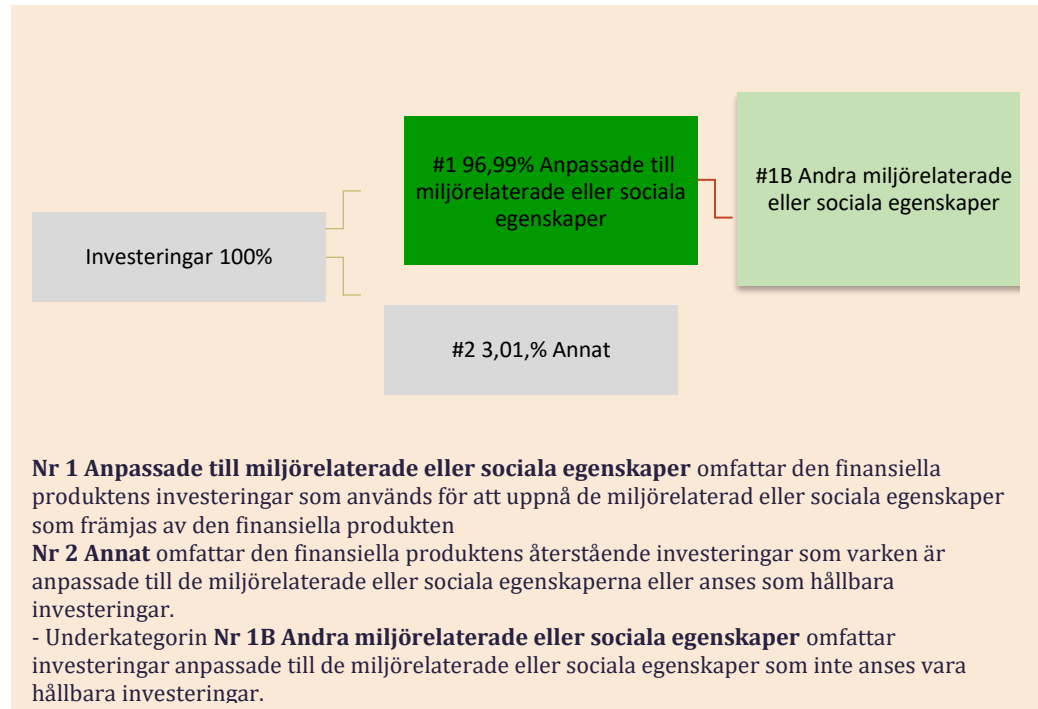 #1 96,99% Anpassade till
miljörelaterade eller sociala
egenskaper
#1B Andra miljörelaterade
eller sociala egenskaper
Investeringar 100%
#2 3,01,% Annat
Nr 1 Anpassade till miljörelaterade eller sociala egenskaper omfattar den finansiella
produktens investeringar som används för att uppnå de miljörelaterad eller sociala egenskaper
som främjas av den finansiella produkten
Nr 2 Annat omfattar den finansiella produktens återstående investeringar som varken är
anpassade till de miljörelaterade eller sociala egenskaperna eller anses som hållbara
investeringar.
- Underkategorin Nr 1B Andra miljörelaterade eller sociala egenskaper omfattar
investeringar anpassade till de miljörelaterade eller sociala egenskaper som inte anses vara
hållbara investeringar.